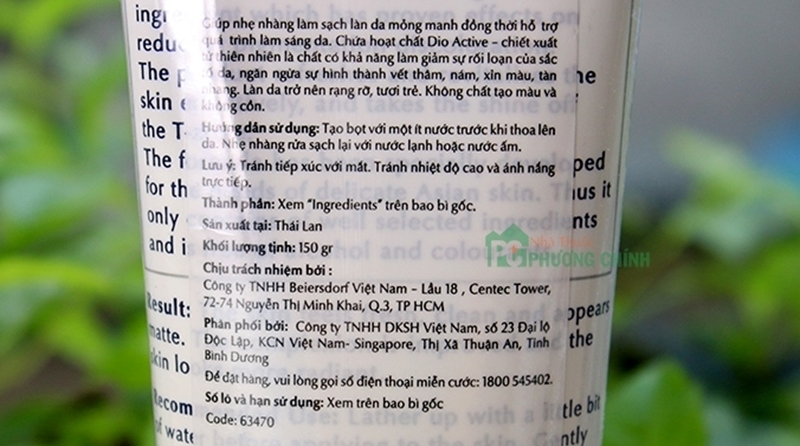 Giúp nhẹ nhàng làm sạch làn da mỏng manh đồng thời hỗ trợ
quá trình làm sáng da. Chứa hoạt chất Dio Active – chiết xuất
từ thiên nhiên là chất có khả năng làm giảm sự rối loạn của sắc
tố da, ngăn ngừa sự hình thành vết thâm, nám, xỉn màu, tàn
nhang. Làn da trở nên rạng rỡ, tươi trẻ. Không chất tạo màu và
không cồn.
Hướng dẫn sử dụng: Tạo bọt với một ít nước trước khi thoa lên
da. Nhẹ nhàng rửa sạch lại với nước lạnh hoặc nước ấm.
Lưu ý: Tránh tiếp xúc với mắt. Tránh nhiệt độ cao và ánh nắng
trực tiếp.
Thành phần: Xem "Ingredients" trên bao bì gốc.
Sản xuất tại: Thái Lan
Khối lượng tịnh: 150 gr
Chịu trách nhiệm bởi :
Công ty TNHH Beiersdorf Việt Nam – Lầu 18 , Centec Tower,
72-74 Nguyễn Thị Minh Khai, Q.3, TP HCM
Phân phối bởi: Công ty TNHH DKSH Việt Nam, số 23 Đại lộ
Độc Lập, KCN Việt Nam- Singapore, Thị Xã Thuận An, Tỉnh
Bình Dương
Để đặt hàng, vui lòng gọi số điện thoại miễn cước: 1800 545402.
Số lô và hạn sử dụng: Xem trên bao bì gốc
Code: 63470
Nhà Thuốc
PHƯƠNG CHÍNH
The
skin
the T-
The
for the
only
and is
Result:
matte.
skin